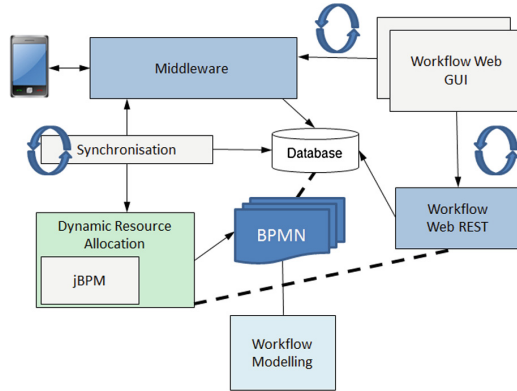 Middleware
Workflow Web
GUI
Synchronisation
Database
Dynamic Resource
Allocation
jBPM
BPMN
Workflow
Web REST
Workflow
Modelling